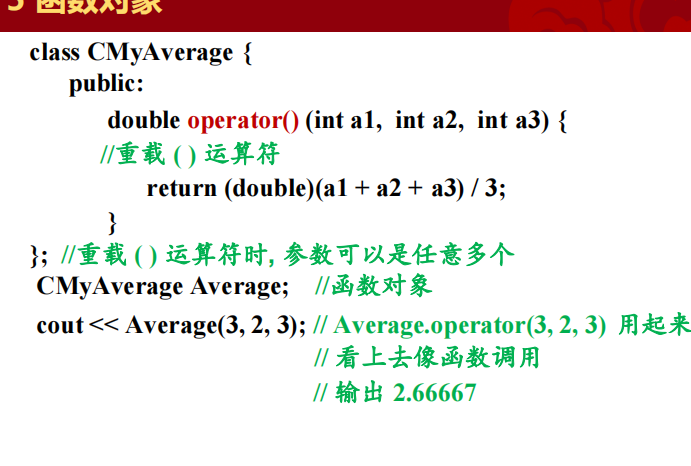 5 函数对象
class CMyAverage {
public:
double operator() (int a1, int a2, int a3) {
//重载 ( ) 运算符
return (double)(a1 + a2 + a3) / 3;
}
}; //重载 ( ) 运算符时, 参数可以是任意多个
CMyAverage Average; //函数对象
cout << Average(3, 2, 3); // Average.operator(3, 2, 3) 用起来
// 看上去像函数调用
// 输出 2.66667